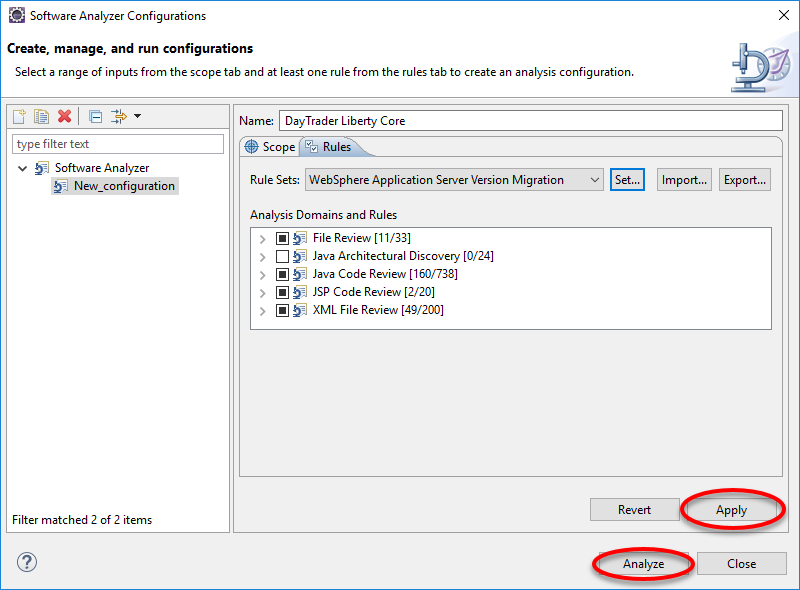 Software Analyzer Configurations
Create, manage, and run configurations
Select a range of inputs from the scope tab and at least one rule from the rules tab to create an analysis configuration.
type filter text
Software Analyzer
New_configuration
Filter matched 2 of 2 items
Name: DayTrader Liberty Core
Scope Rules
Rule Sets: WebSphere Application Server Version Migration Set... Import... Export...
Analysis Domains and Rules
File Review [11/33]
Java Architectural Discovery [0/24]
Java Code Review [160/738]
JSP Code Review [2/20]
XML File Review [49/200]
Revert Apply
? Analyze Close